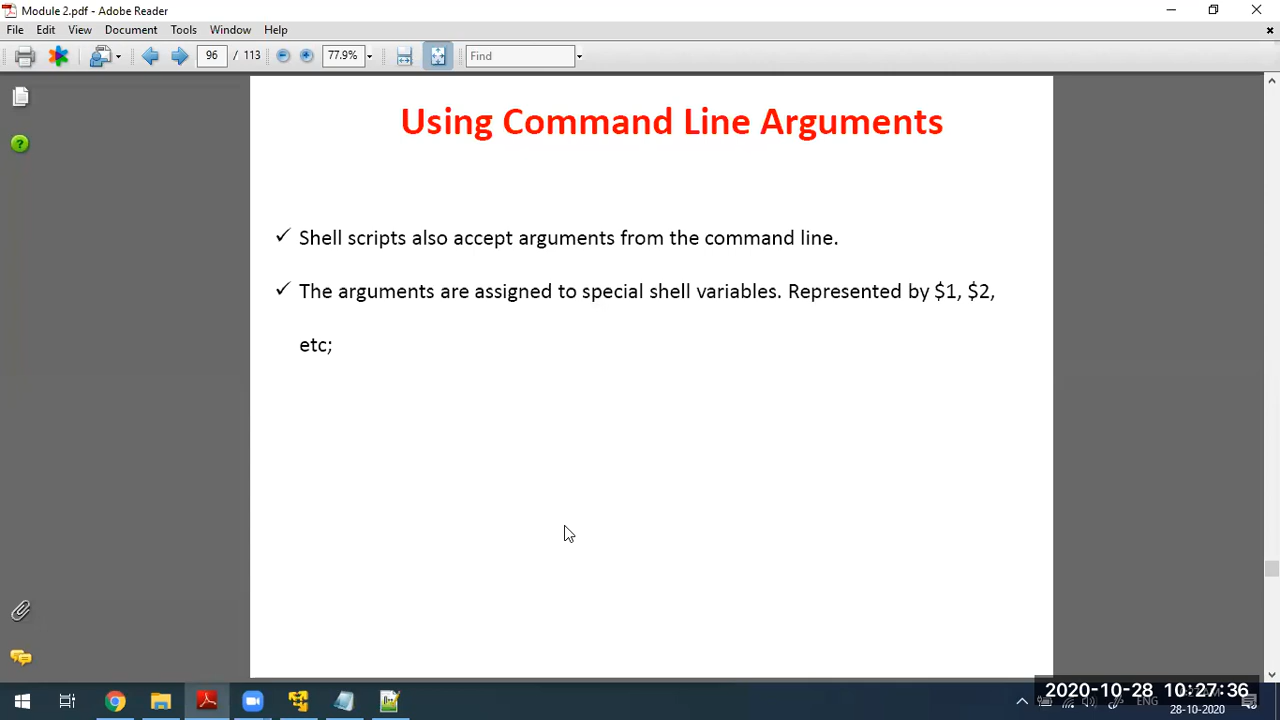 Module 2.pdf - Adobe Reader
File Edit View Document Tools Window Help
96 / 113 77.9% Find
Using Command Line Arguments
✓ Shell scripts also accept arguments from the command line.
✓ The arguments are assigned to special shell variables. Represented by $1, $2,
etc;
2020-10-28 10:27:36
ENG
28-10-2020